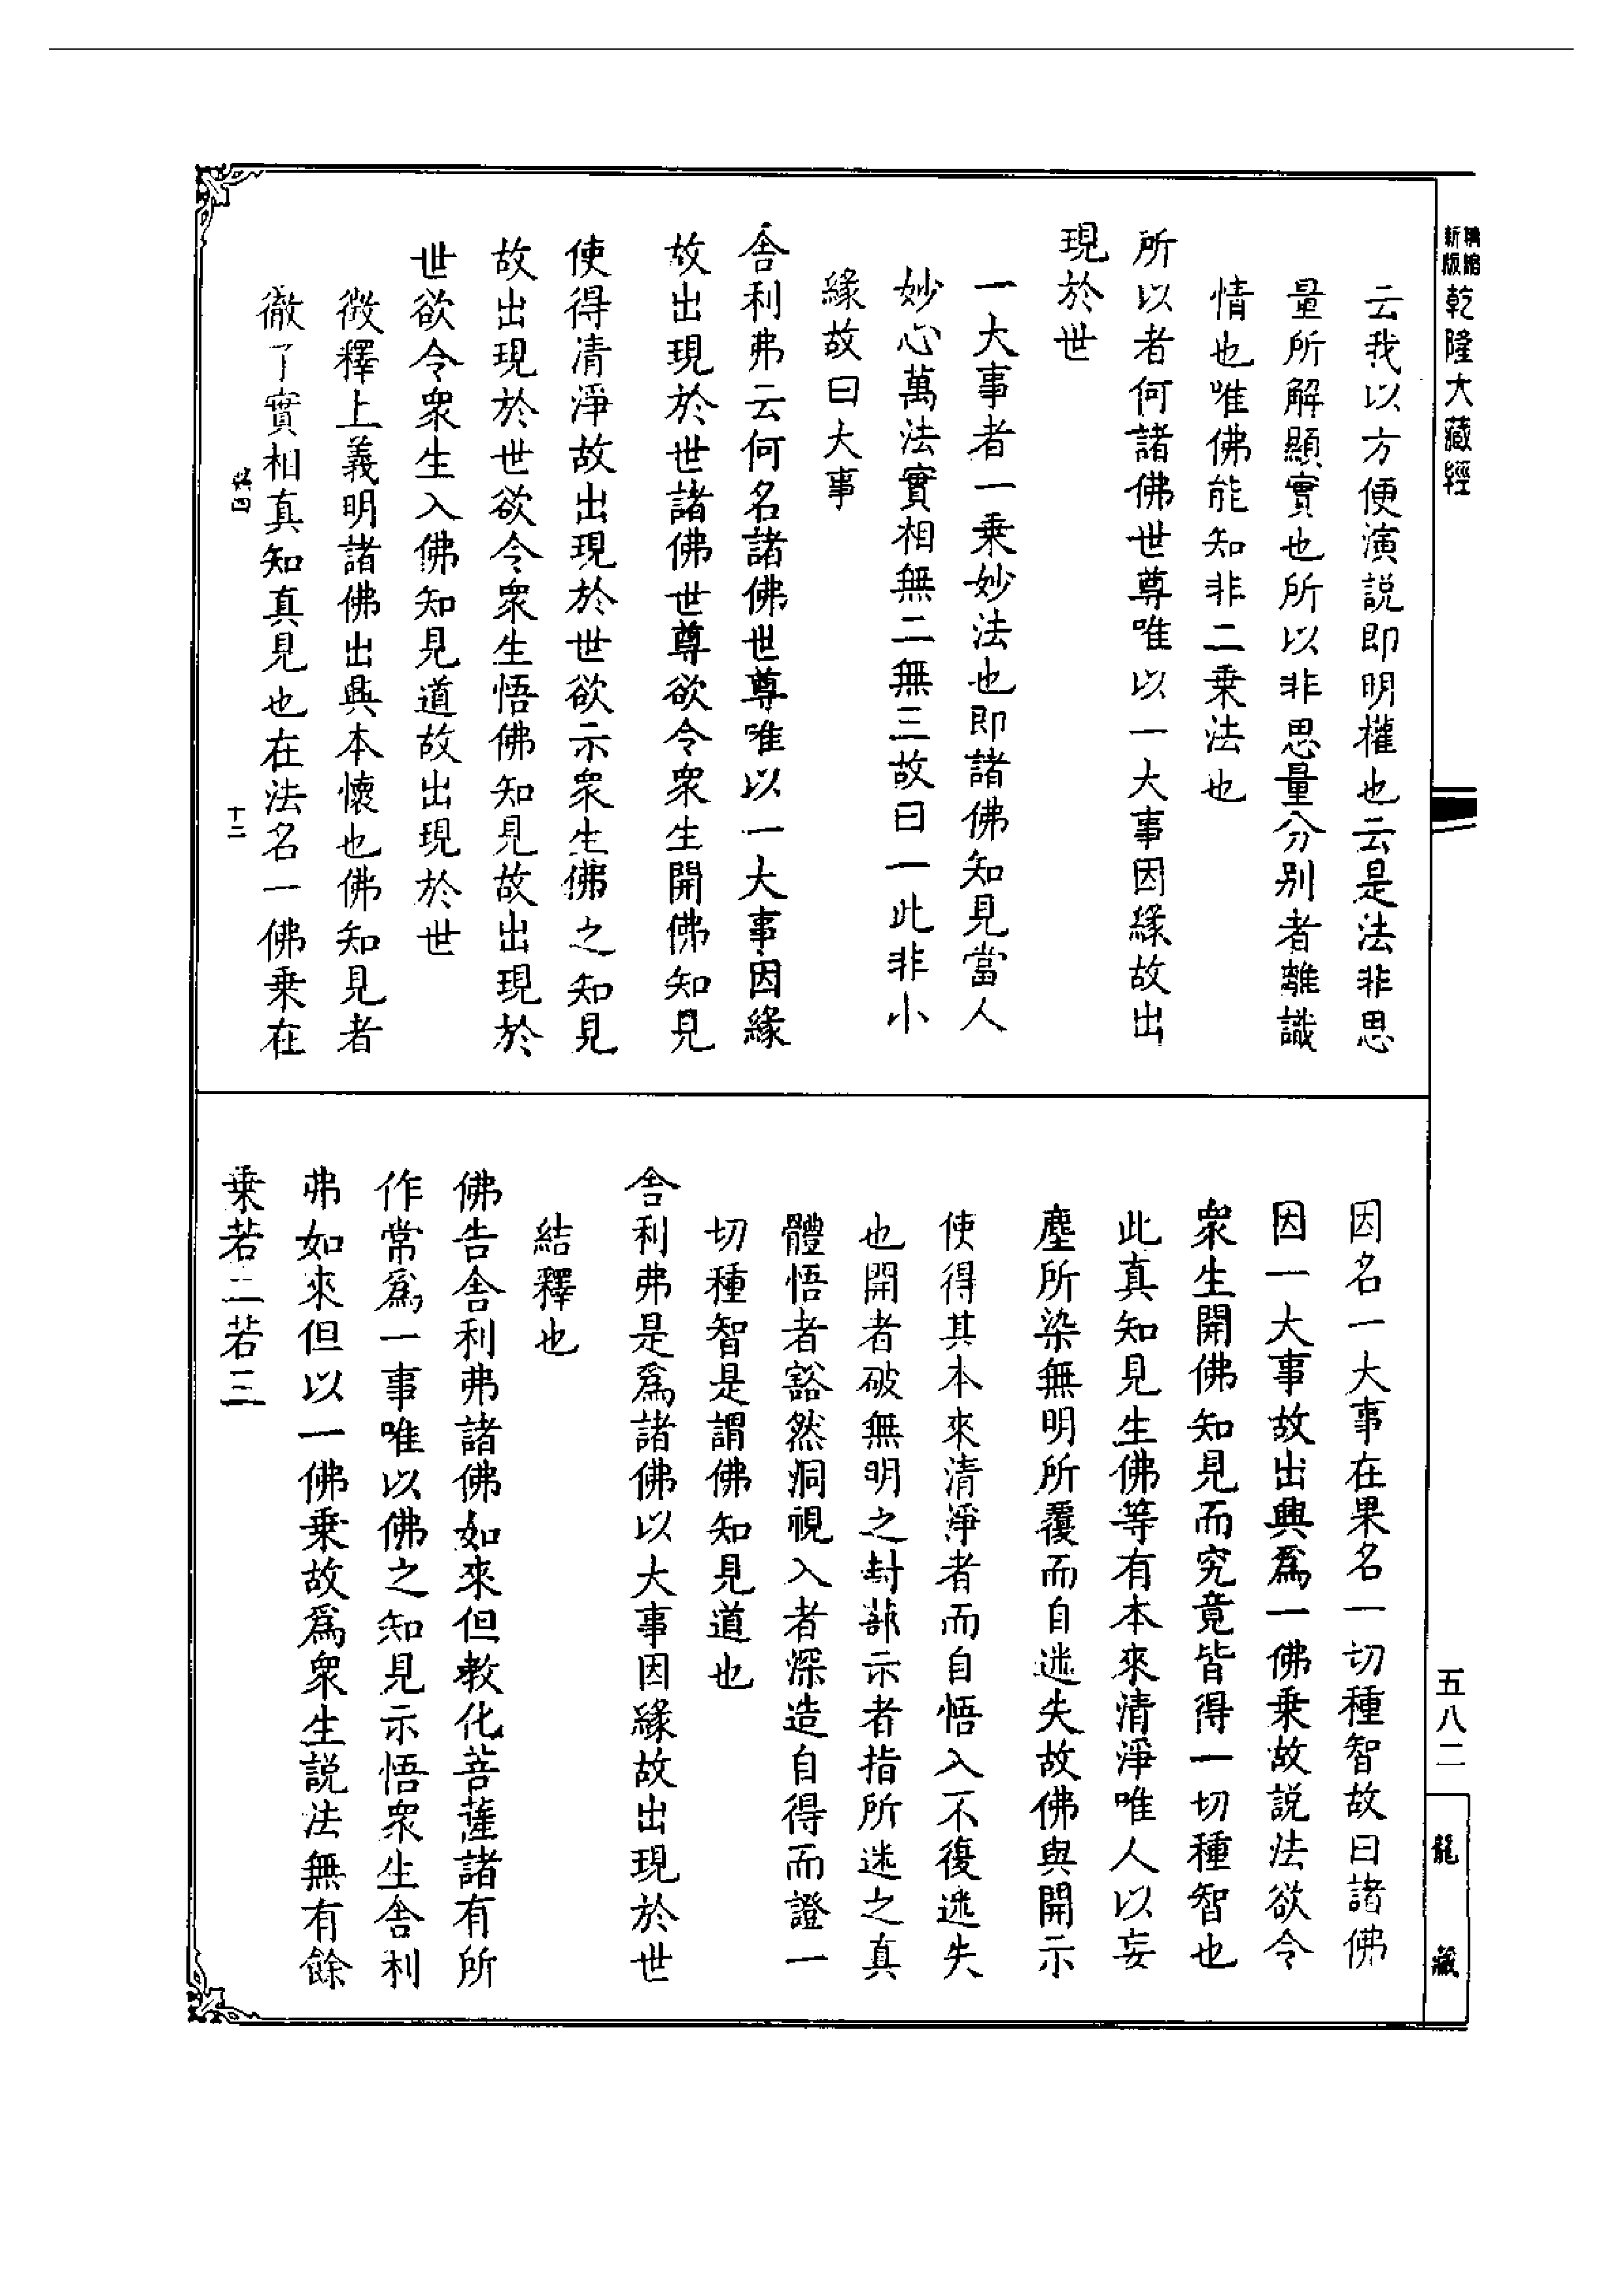 新版
精縮
乾隆大藏經
云我以方便演説即明權也云是法非思
量所解顯實也所以非思量分别者離識
情也唯佛能知非二乗法也
所以者何諸佛世尊唯以一大事因縁故出
現於世
一大事者一乗妙法也即諸佛知見當人
妙心萬法實相無二無三故曰一此非小
緣故曰大事
舎利弗云何名諸佛世尊唯以一大事因緣
故出現於世諸佛世尊欲令衆生開佛知見
使得清淨故出現於世欲示衆生佛之知見
故出現於世欲令衆生悟佛知見故出現於
世欲令衆生入佛知見道故出現於世
徴釋上義明諸佛出興本懷也佛知見者
徹了實相真知真見也在法名一佛乗在
四
十二
因名一大事在果名一切種智故曰諸佛
因一大事故出興爲一佛乗故説法欲令
衆生開佛知見而究竟皆得一切種智也
此真知見生佛等有本來清淨唯人以妄
塵所染無明所覆而自迷失故佛與開示
使得其本來清淨者而自悟入不復迷失
也開者破無明之封蔀示者指所迷之真
體悟者豁然洞視入者深造自得而證一
切種智是謂佛知見道也
舎利弗是爲諸佛以大事因緣故出現於世
結釋也
佛告舎利弗諸佛如來但教化菩薩諸有所
作常爲一事唯以佛之知見示悟衆生舎利
弗如來但以一佛乗故爲衆生説法無有餘
乗若二若三
五八二
龍藏